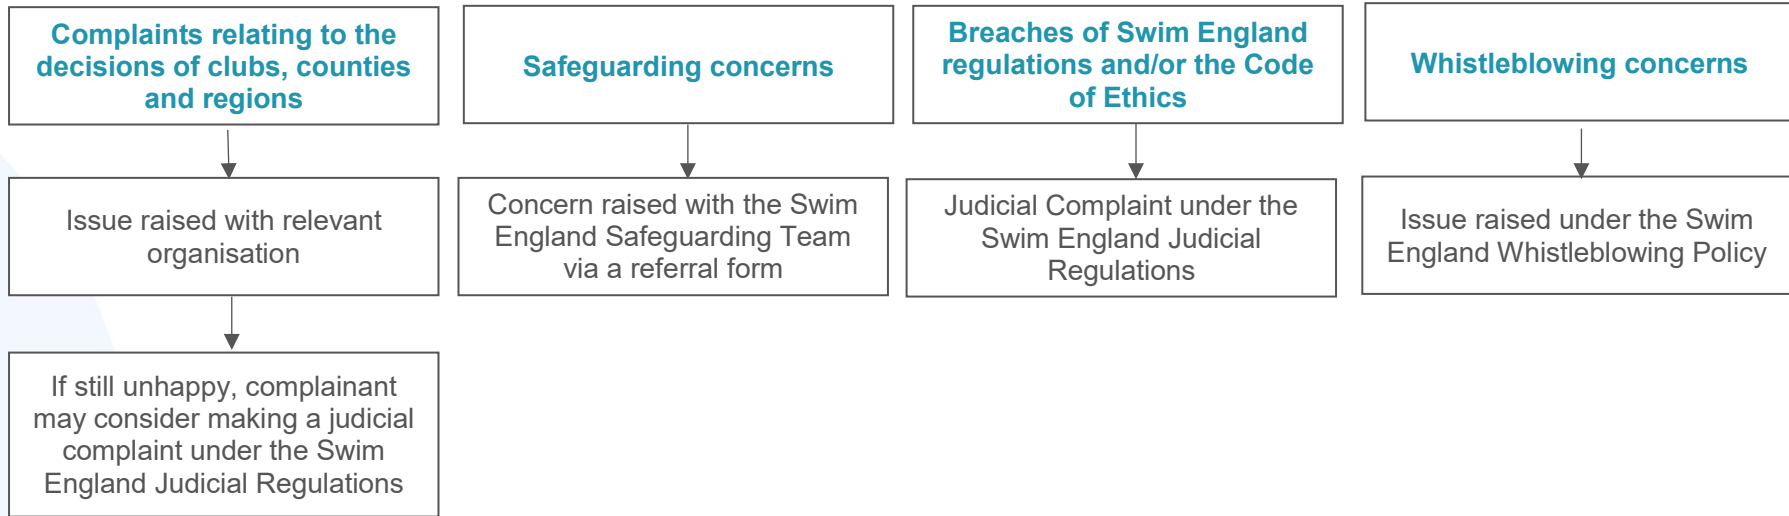 Complaints relating to the
decisions of clubs, counties
and regions
Issue raised with relevant
organisation
If still unhappy, complainant
may consider making a judicial
complaint under the Swim
England Judicial Regulations
Safeguarding concerns
Concern raised with the Swim
England Safeguarding Team
via a referral form
Breaches of Swim England
regulations and/or the Code
of Ethics
Judicial Complaint under the
Swim England Judicial
Regulations
Whistleblowing concerns
Issue raised under the Swim
England Whistleblowing Policy